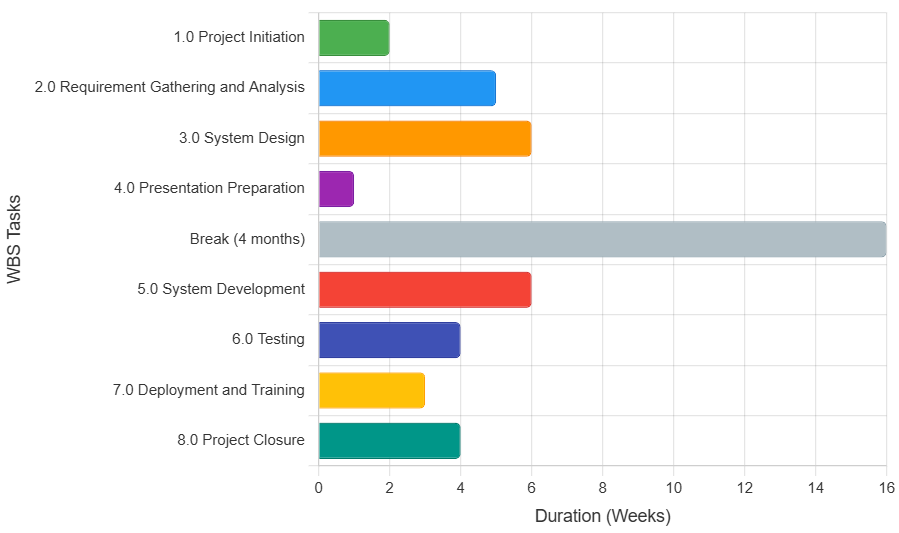 1.0 Project Initiation
2.0 Requirement Gathering and Analysis
3.0 System Design
4.0 Presentation Preparation
Break (4 months)
5.0 System Development
6.0 Testing
7.0 Deployment and Training
8.0 Project Closure
WBS Tasks
0 2 4 6 8 10 12 14 16
Duration (Weeks)